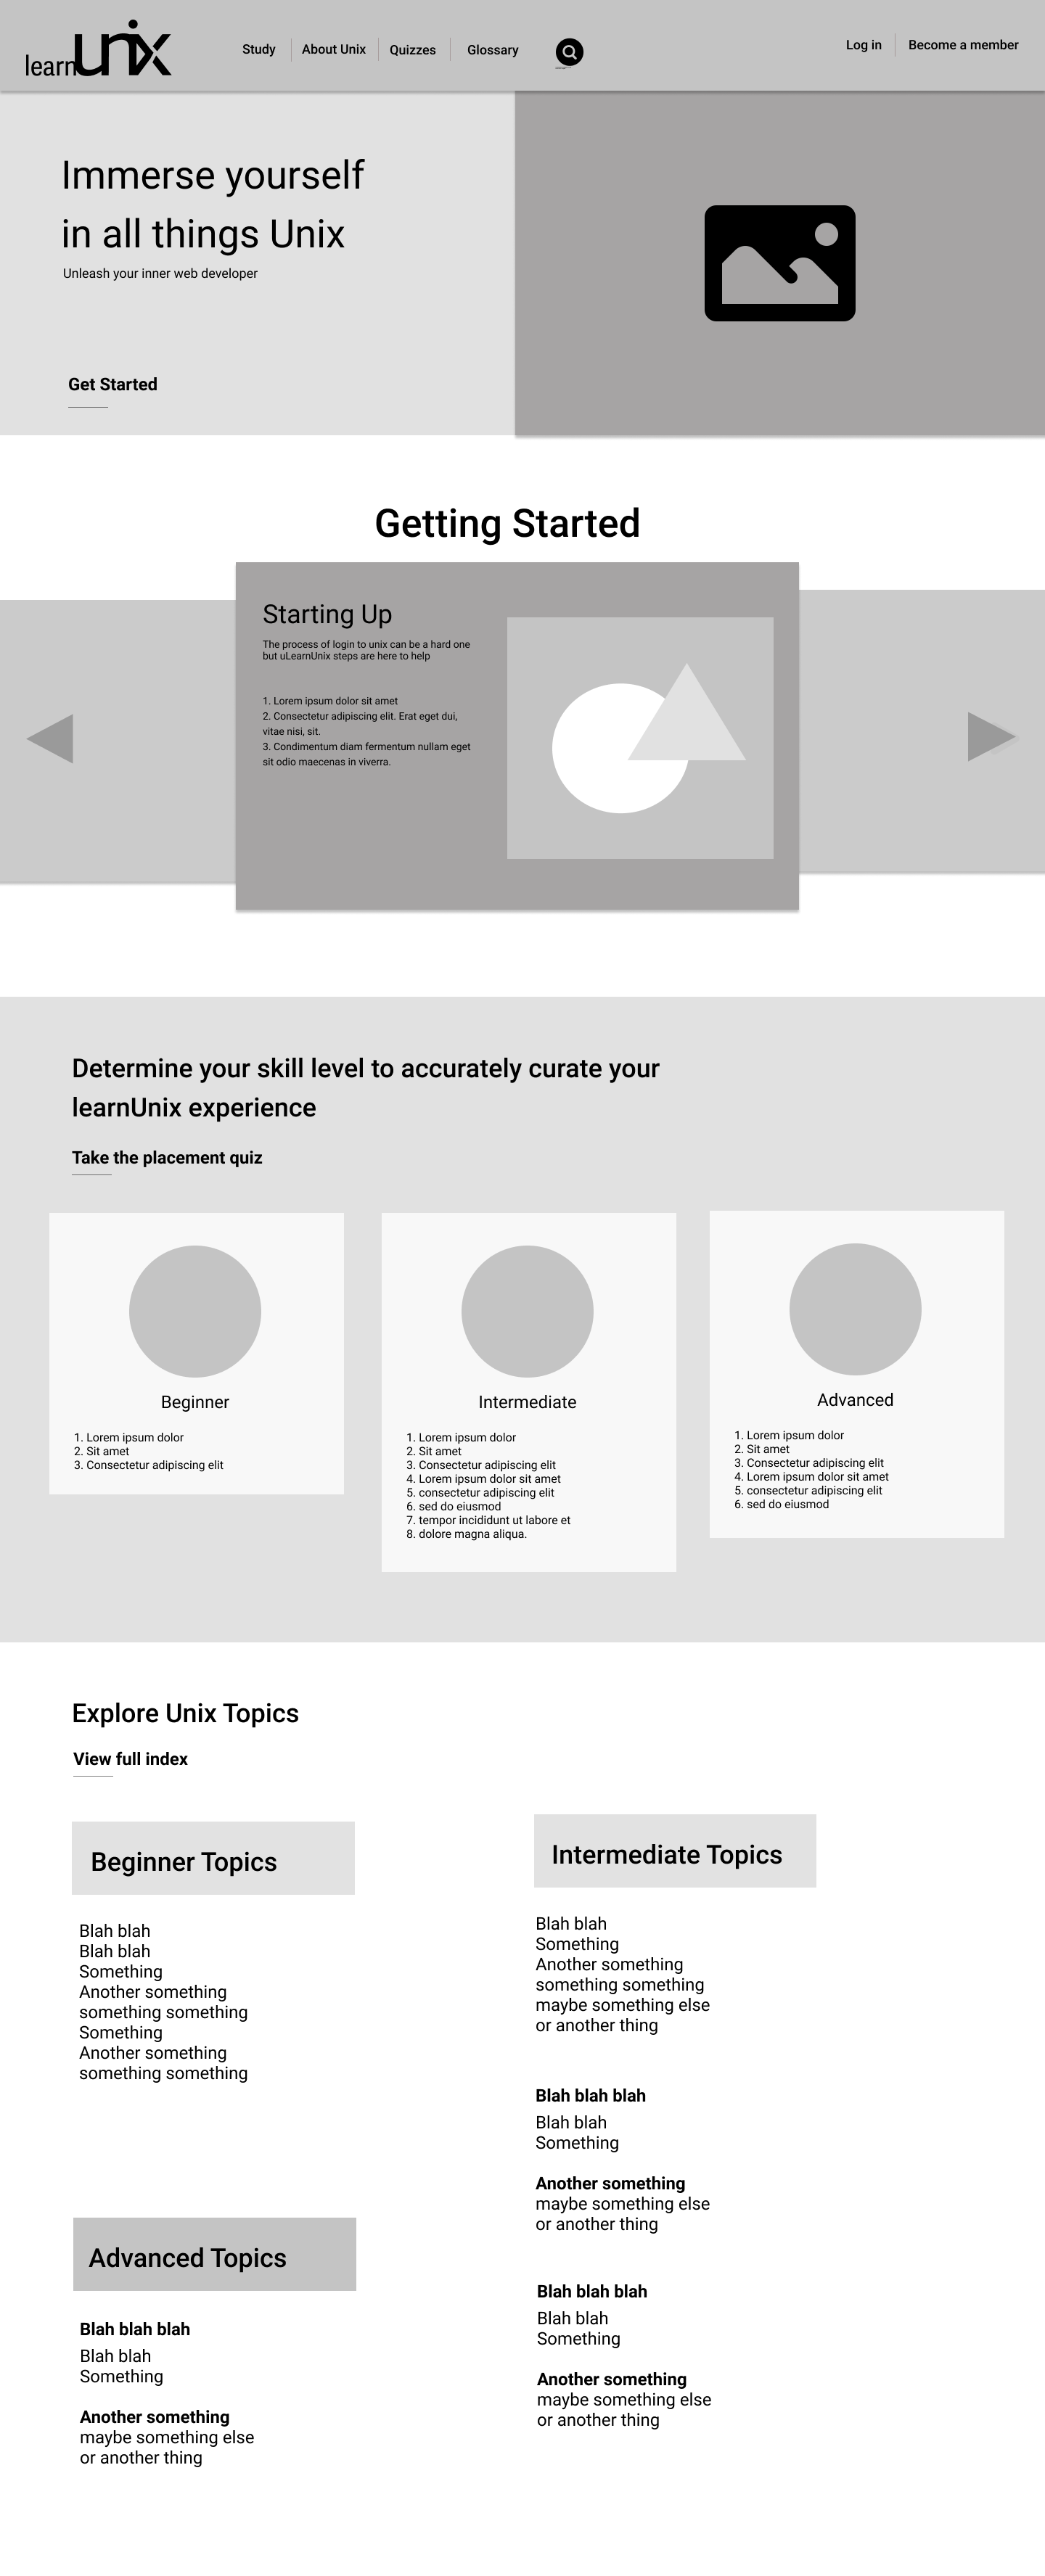 learnunix
Study
About Unix
Quizzes
Glossary
Log in
Become a member
Immerse yourself
in all things Unix
Unleash your inner web developer
Get Started
Getting Started
Starting Up
The process of login to unix can be a hard one
but uLearnUnix steps are here to help
1. Lorem ipsum dolor sit amet
2. Consectetur adipiscing elit. Erat eget dui,
vitae nisi, sit.
3. Condimentum diam fermentum nullam eget
sit odio maecenas in viverra.
Determine your skill level to accurately curate your
learnUnix experience
Take the placement quiz
Beginner
1. Lorem ipsum dolor
2. Sit amet
3. Consectetur adipiscing elit
Intermediate
1. Lorem ipsum dolor
2. Sit amet
3. Consectetur adipiscing elit
4. Lorem ipsum dolor sit amet
5. consectetur adipiscing elit
6. sed do eiusmod
7. tempor incididunt ut labore et
8. dolore magna aliqua.
Advanced
1. Lorem ipsum dolor
2. Sit amet
3. Consectetur adipiscing elit
4. Lorem ipsum dolor sit amet
5. consectetur adipiscing elit
6. sed do eiusmod
Explore Unix Topics
View full index
Beginner Topics
Blah blah
Blah blah
Something
Another something
something something
Something
Another something
something something
Advanced Topics
Blah blah blah
Blah blah
Something
Another something
maybe something else
or another thing
Intermediate Topics
Blah blah
Something
Another something
something something
maybe something else
or another thing
Blah blah blah
Blah blah
Something
Another something
maybe something else
or another thing
Blah blah blah
Blah blah
Something
Another something
maybe something else
or another thing